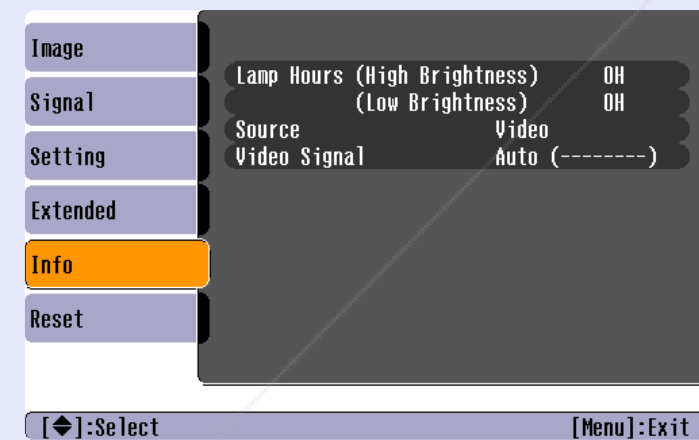 Image
Signal
Setting
Extended
Info
Reset
Lamp Hours (High Brightness) 0H
(Low Brightness) 0H
Source Video
Video Signal Auto (--------)
[◆]:Select [Menu]:Exit